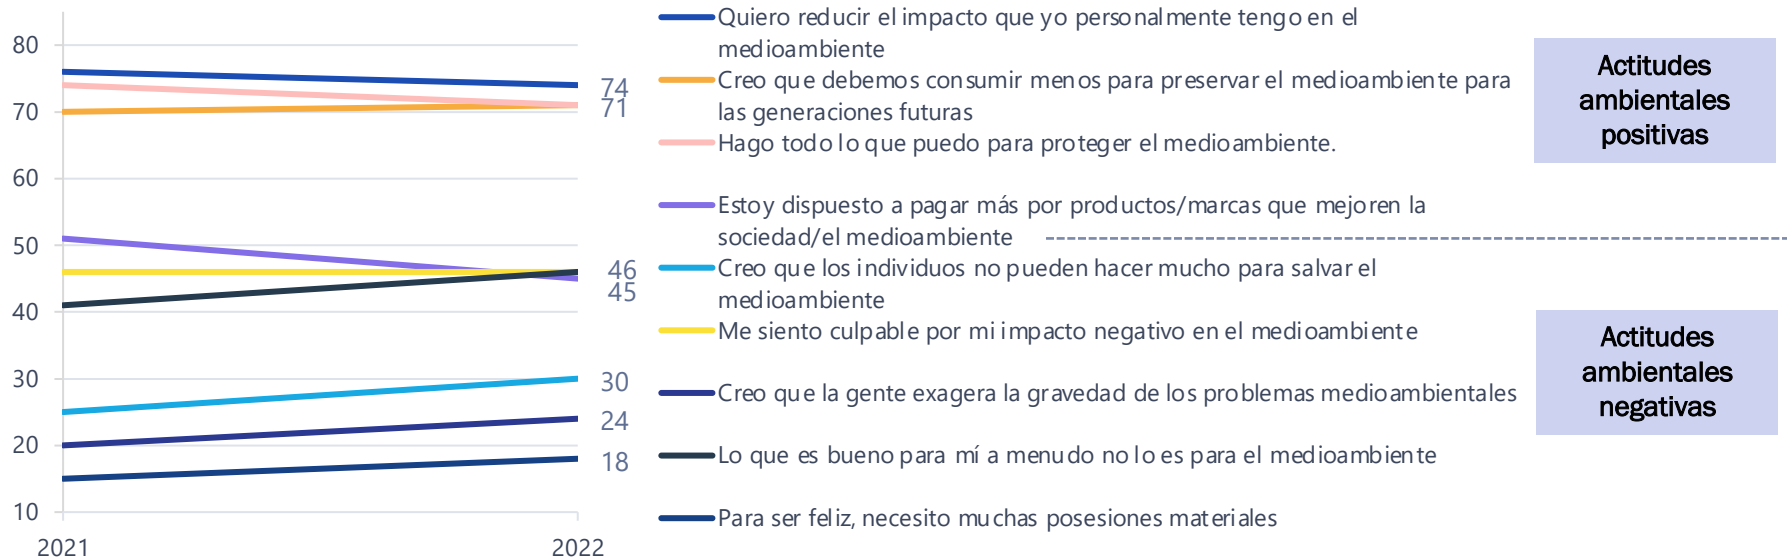 80
70
60
50
40
30
20
10
2021
2022
74
71
46
45
30
24
18
Quiero reducir el impacto que yo personalmente tengo en el
medioambiente
Creo que debemos consumir menos para preservar el medioambiente para
las generaciones futuras
Hago todo lo que puedo para proteger el medioambiente.
Estoy dispuesto a pagar más por productos/marcas que mejoren la
sociedad/el medioambiente
Creo que los individuos no pueden hacer mucho para salvar el
medioambiente
Me siento culpable por mi impacto negativo en el medioambiente
Creo que la gente exagera la gravedad de los problemas medioambientales
Lo que es bueno para mí a menudo no lo es para el medioambiente
Para ser feliz, necesito muchas posesiones materiales
Actitudes
ambientales
positivas
Actitudes
ambientales
negativas